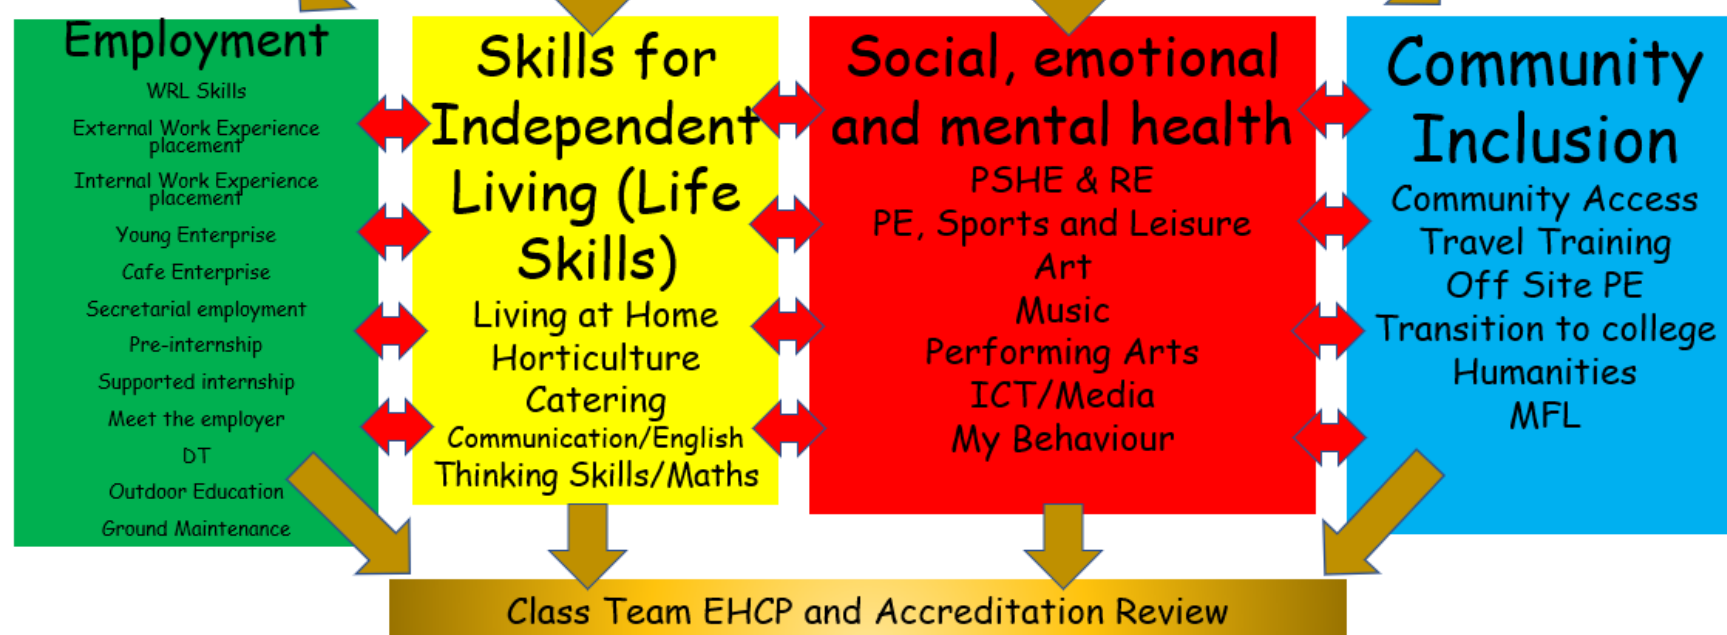 Employment
WRL Skills
External Work Experience
placement
Internal Work Experience
placement
Young Enterprise
Cafe Enterprise
Secretarial employment
Pre-internship
Supported internship
Meet the employer
DT
Outdoor Education
Ground Maintenance
Skills for
Independent
Living (Life
Skills)
Living at Home
Horticulture
Catering
Communication/English
Thinking Skills/Maths
Social, emotional
and mental health
PSHE & RE
PE, Sports and Leisure
Art
Music
Performing Arts
ICT/Media
My Behaviour
Community
Inclusion
Community Access
Travel Training
Off Site PE
Transition to college
Humanities
MFL
Class Team EHCP and Accreditation Review